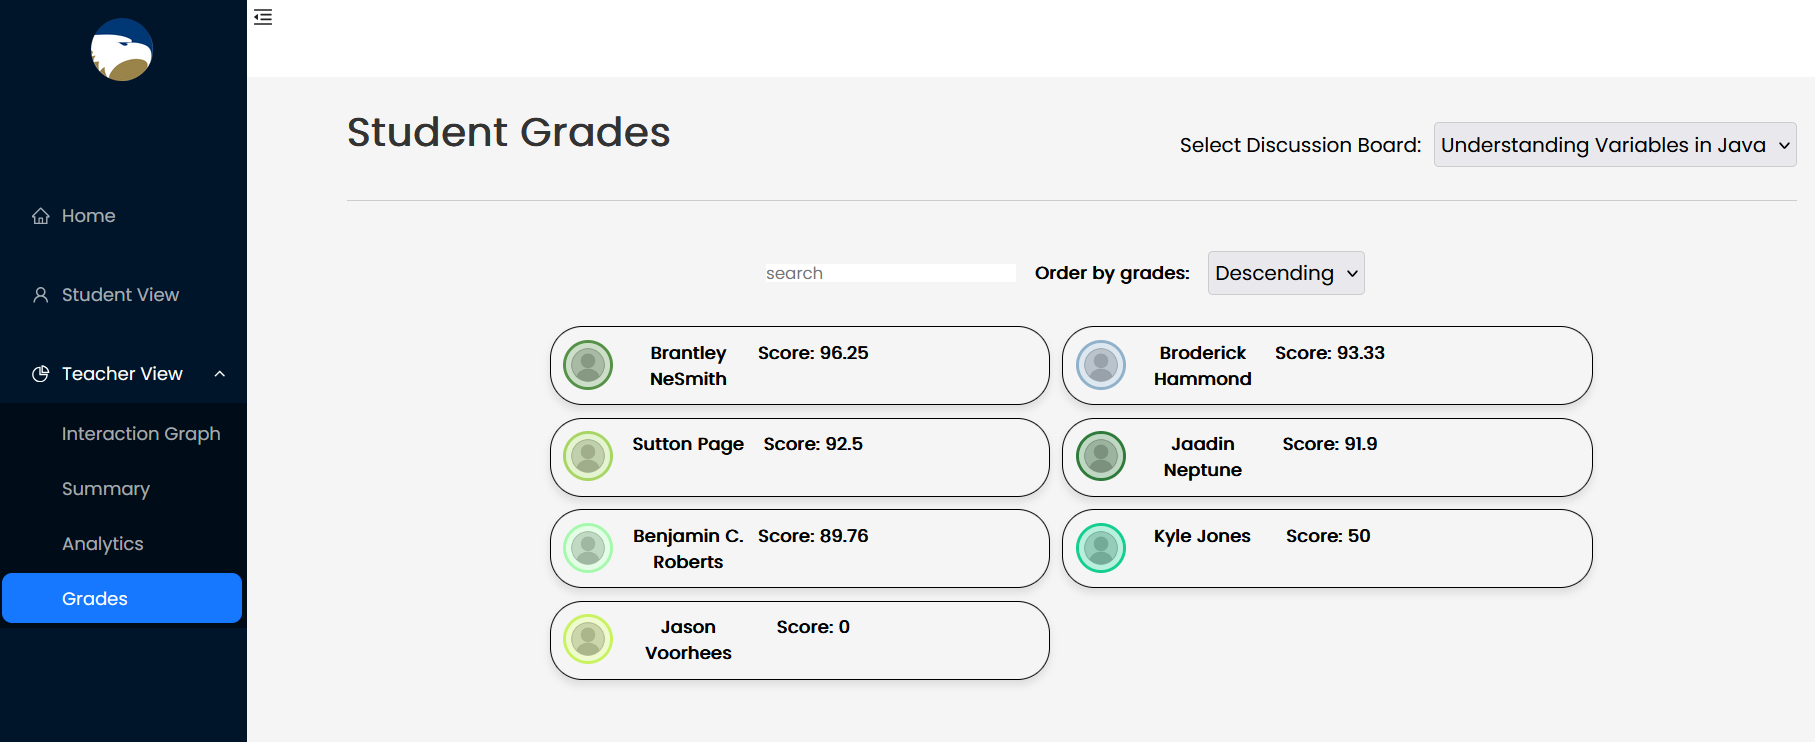 Home
Student View
Teacher View
Interaction Graph
Summary
Analytics
Grades
Student Grades
Select Discussion Board: Understanding Variables in Java
search Order by grades: Descending
Brantley Score: 96.25
NeSmith
Broderick Score: 93.33
Hammond
Sutton Page Score: 92.5
Jaadin Score: 91.9
Neptune
Benjamin C. Score: 89.76
Roberts
Kyle Jones Score: 50
Jason Score: 0
Voorhees